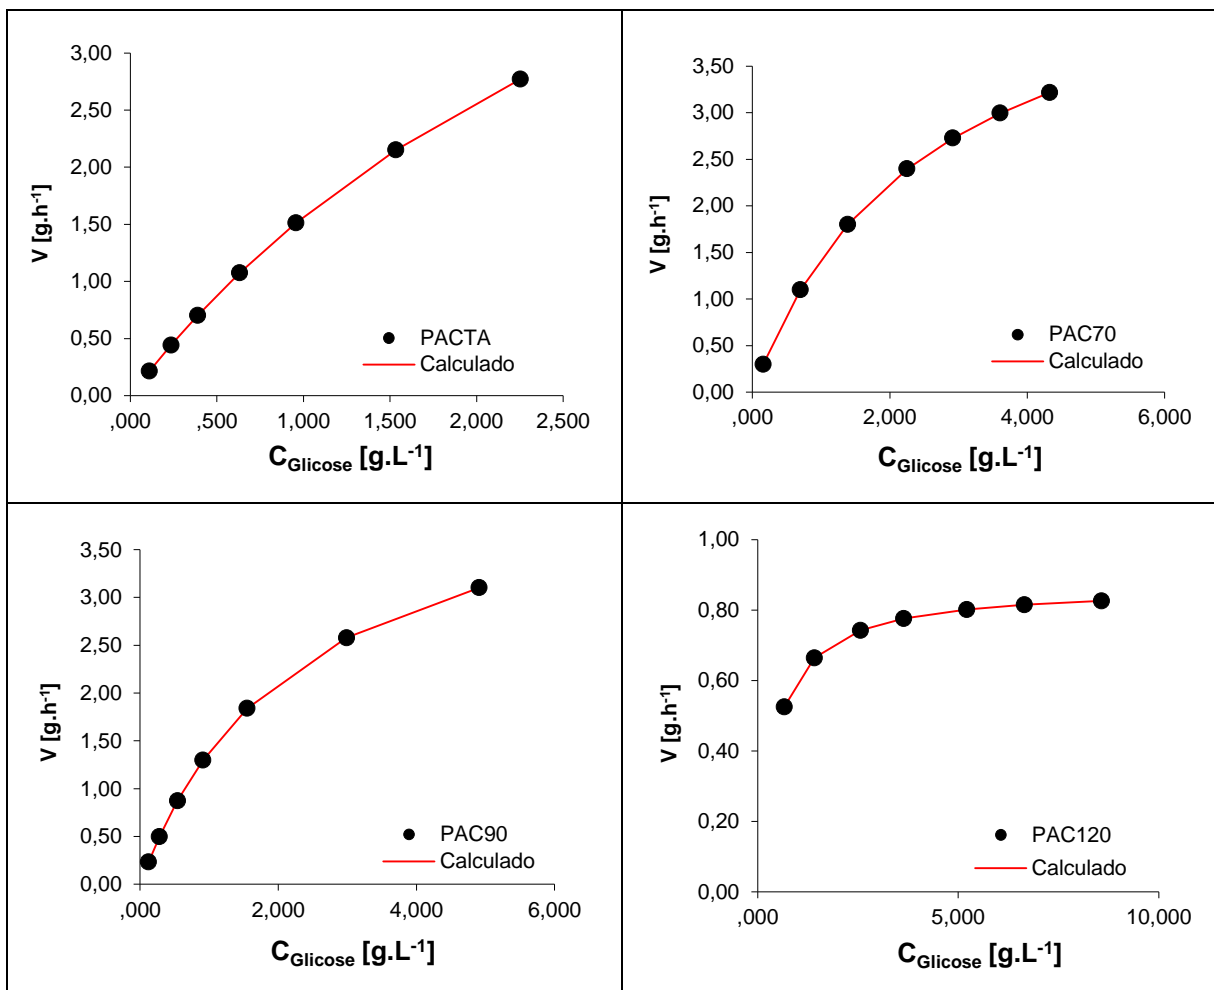 3,00
2,50
2,00
1,50
1,00
0,50
0,00
V [g.h-1]
PACTA
Calculado
,000 ,500 1,000 1,500 2,000 2,500
CGlicose [g.L-1]
3,50
3,00
2,50
2,00
1,50
1,00
0,50
0,00
V [g.h-1]
PAC70
Calculado
,000 2,000 4,000 6,000
CGlicose [g.L-1]
3,50
3,00
2,50
2,00
1,50
1,00
0,50
0,00
V [g.h-1]
PAC90
Calculado
,000 2,000 4,000 6,000
CGlicose [g.L-1]
1,00
0,80
0,60
0,40
0,20
0,00
V [g.h-1]
PAC120
Calculado
,000 5,000 10,000
CGlicose [g.L-1]